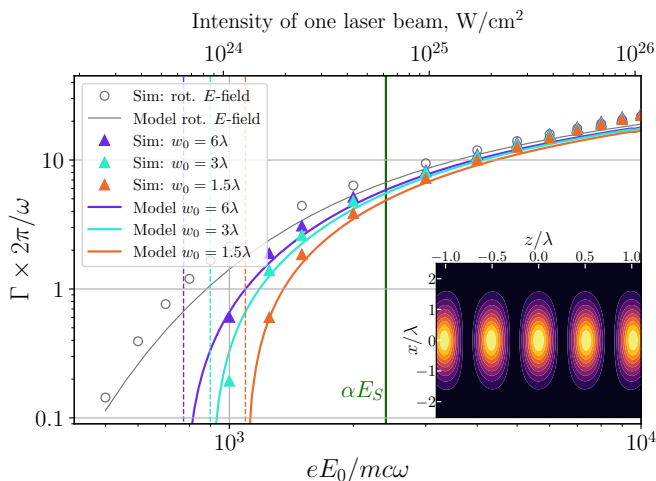 Intensity of one laser beam, W/cm²
10²⁴ 10²⁵ 10²⁶
Γ × 2π/ω
10
1
0.1
Sim: rot. E-field
Model rot. E-field
Sim: w₀ = 6λ
Sim: w₀ = 3λ
Sim: w₀ = 1.5λ
Model w₀ = 6λ
Model w₀ = 3λ
Model w₀ = 1.5λ
αE_S
z/λ
−1.0 −0.5 0.0 0.5 1.0
x/λ
2
1
0
−1
−2
10³ 10⁴
eE₀/mcω